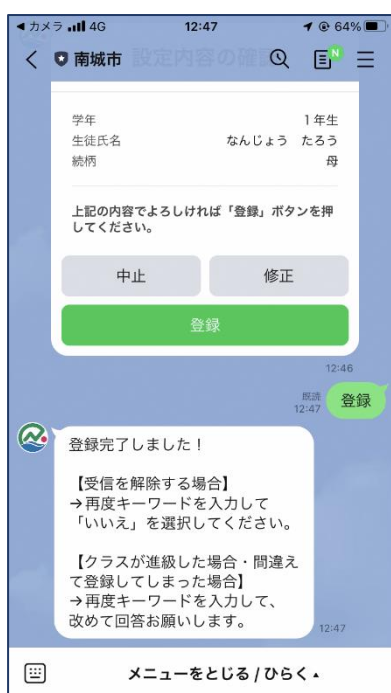 カメラ 4G 12:47 64%
南城市 設定内容の確 N
学年 1年生
生徒氏名 なんじょう たろう
続柄 母
上記の内容でよろしければ「登録」ボタンを押
してください。
中止 修正
登録
12:46
既読
12:47 登録
登録完了しました!
【受信を解除する場合】
→再度キーワードを入力して
「いいえ」を選択してください。
【クラスが進級した場合・間違え
て登録してしまった場合】
→再度キーワードを入力して、
改めて回答お願いします。
12:47
メニューをとじる / ひらく